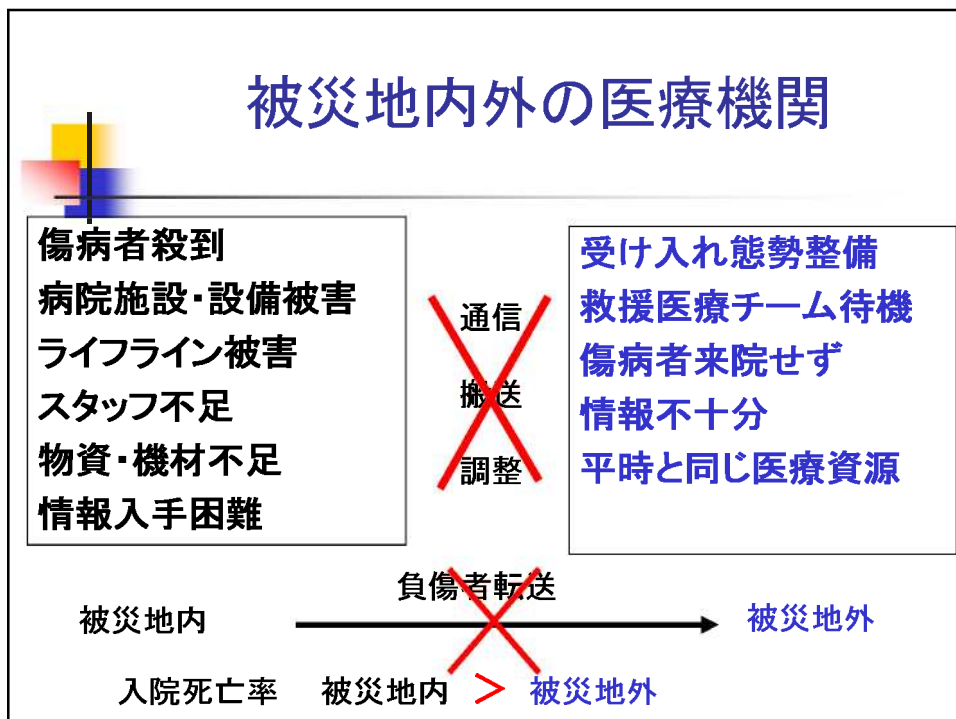 被災地内外の医療機関
傷病者殺到
病院施設・設備被害
ライフライン被害
スタッフ不足
物資・機材不足
情報入手困難
通信
搬送
調整
受け入れ態勢整備
救援医療チーム待機
傷病者来院せず
情報不十分
平時と同じ医療資源
負傷者転送
被災地内
被災地外
入院死亡率 被災地内 > 被災地外